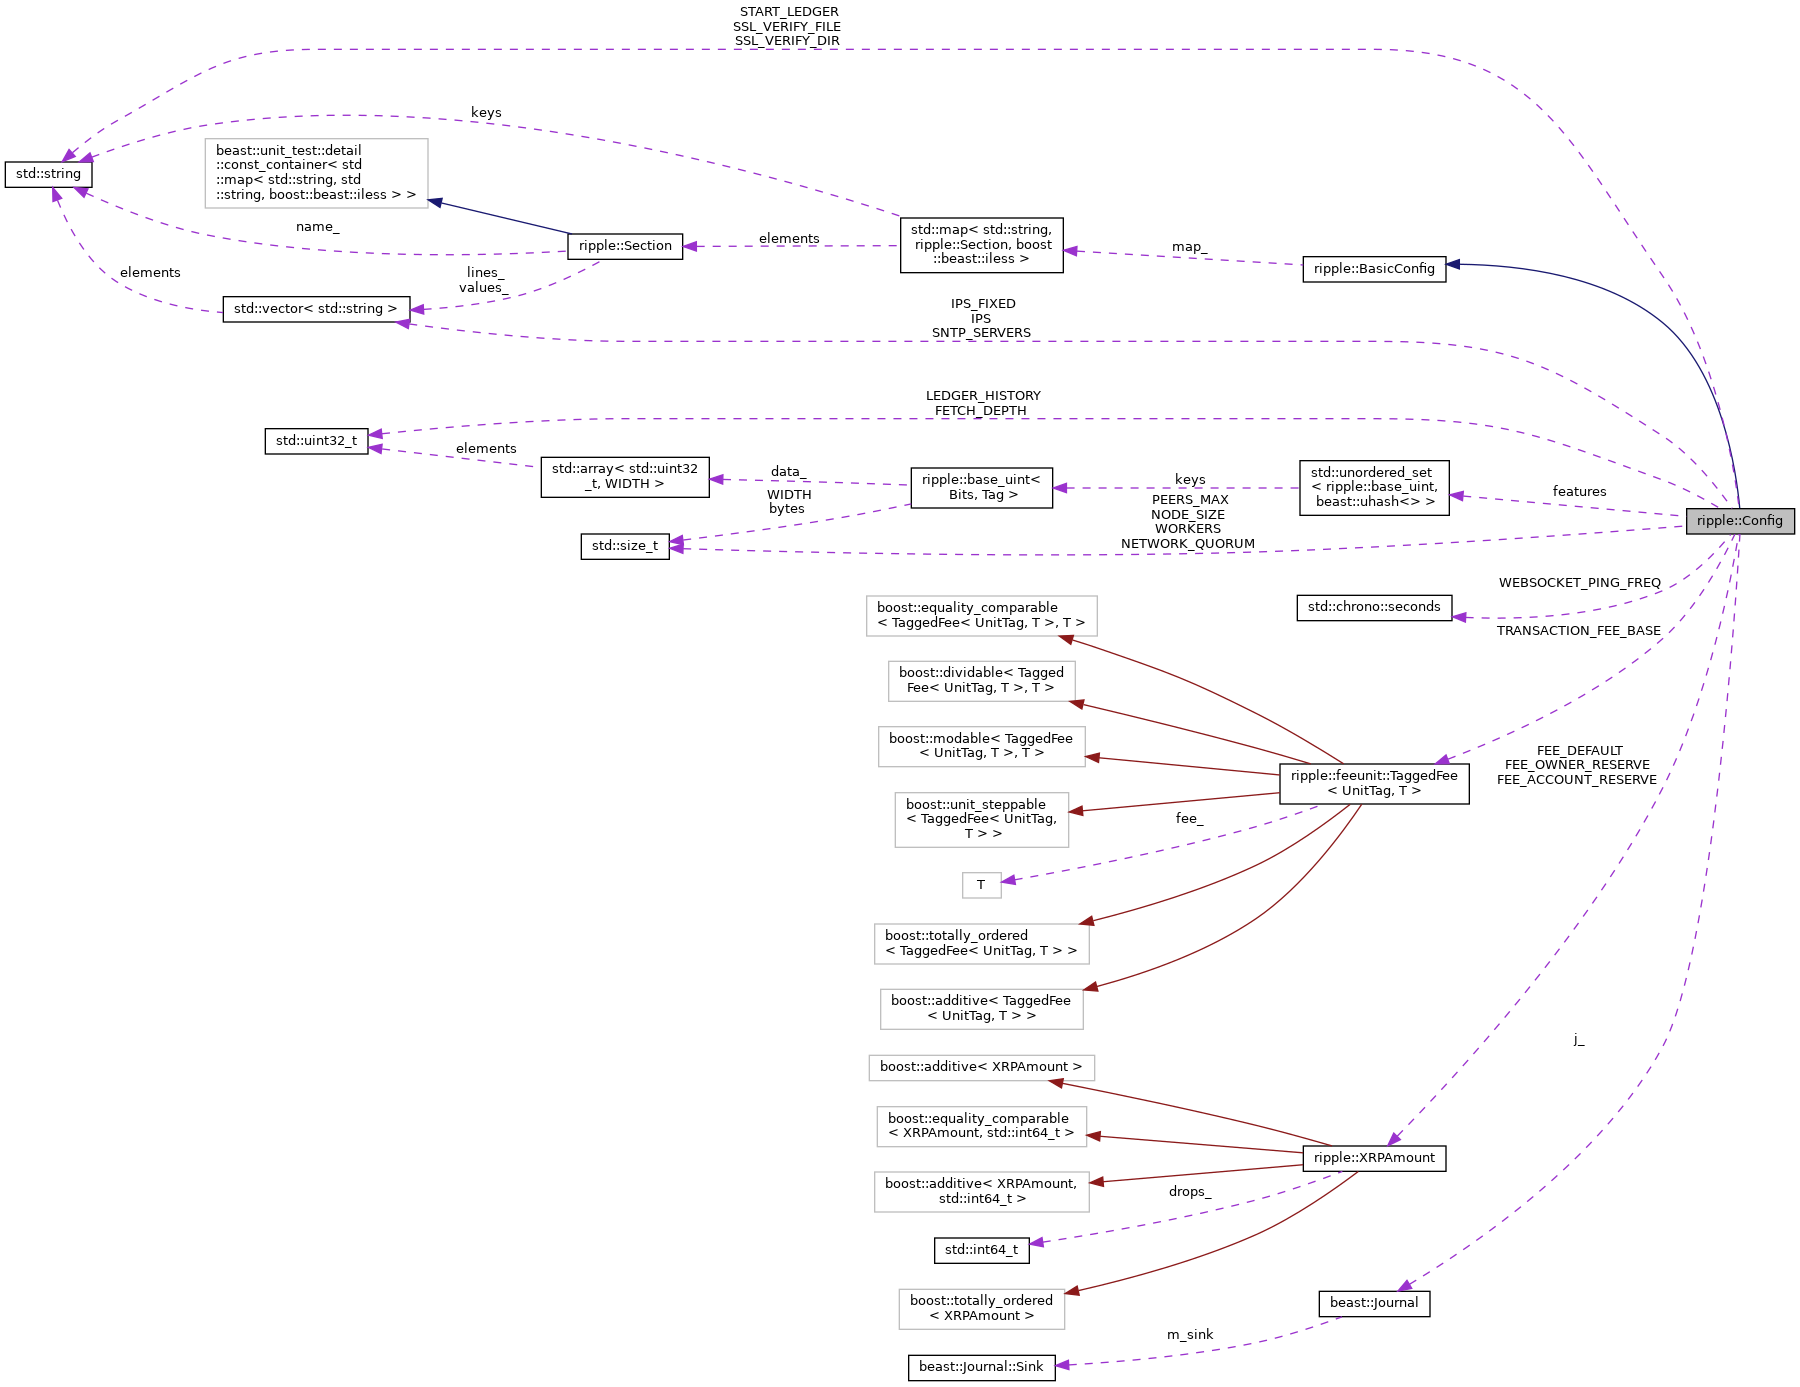 START_LEDGER
SSL_VERIFY_FILE
SSL_VERIFY_DIR
keys
beast::unit_test::detail
::const_container< std
::map< std::string, std
::string, boost::beast::iless > >
std::string
name_
ripple::Section
elements
std::map< std::string,
ripple::Section, boost
::beast::iless >
map_
ripple::BasicConfig
elements
lines_
values_
std::vector< std::string >
IPS_FIXED
IPS
SNTP_SERVERS
LEDGER_HISTORY
FETCH_DEPTH
std::uint32_t
elements
std::array< std::uint32
_t, WIDTH >
data_
WIDTH
bytes
ripple::base_uint<
Bits, Tag >
keys
std::unordered_set
< ripple::base_uint,
beast::uhash<> >
features
ripple::Config
std::size_t
PEERS_MAX
NODE_SIZE
WORKERS
NETWORK_QUORUM
WEBSOCKET_PING_FREQ
std::chrono::seconds
TRANSACTION_FEE_BASE
boost::equality_comparable
< TaggedFee< UnitTag, T >, T >
boost::dividable< Tagged
Fee< UnitTag, T >, T >
boost::modable< TaggedFee
< UnitTag, T >, T >
ripple::feeunit::TaggedFee
< UnitTag, T >
FEE_DEFAULT
FEE_OWNER_RESERVE
FEE_ACCOUNT_RESERVE
boost::unit_steppable
< TaggedFee< UnitTag,
T > >
fee_
T
boost::totally_ordered
< TaggedFee< UnitTag, T > >
boost::additive< TaggedFee
< UnitTag, T > >
j_
boost::additive< XRPAmount >
boost::equality_comparable
< XRPAmount, std::int64_t >
ripple::XRPAmount
boost::additive< XRPAmount,
std::int64_t >
drops_
std::int64_t
boost::totally_ordered
< XRPAmount >
beast::Journal
m_sink
beast::Journal::Sink